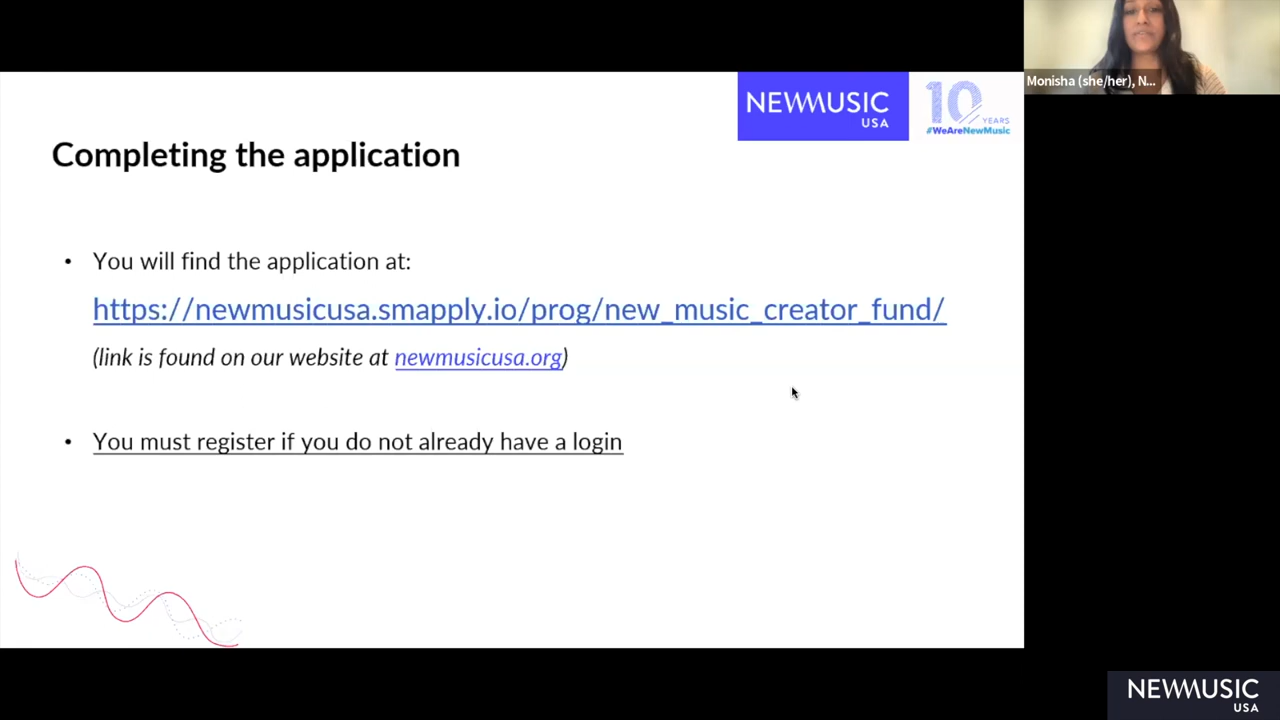 Monisha (she/her), N...
NEWMUSIC
USA
10
YEARS
#WeAreNewMusic
Completing the application
• You will find the application at:
https://newmusicusa.smapply.io/prog/new_music_creator_fund/
(link is found on our website at newmusicusa.org)
• You must register if you do not already have a login
NEWMUSIC
USA